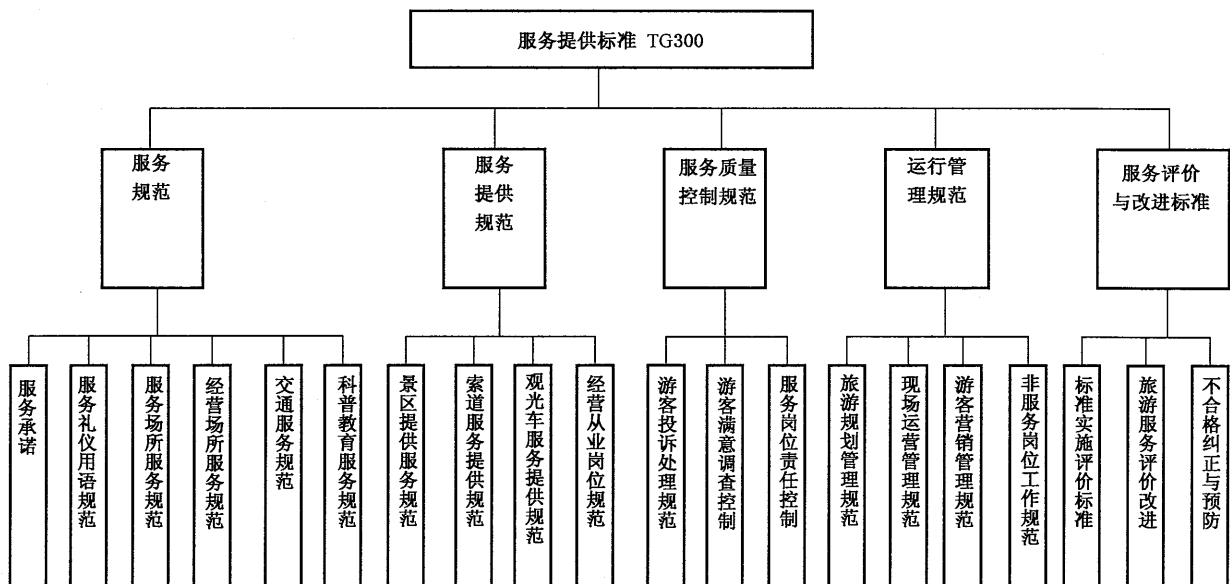 服务提供标准 TG300
服务
规范
服务
提供
规范
服务质量
控制规范
运行管
理规范
服务评价
与改进标准
服务承诺
服务礼仪用语规范
服务场所服务规范
经营场所服务规范
交通服务规范
科普教育服务规范
景区提供服务规范
索道服务提供规范
观光车服务提供规范
经营从业岗位规范
游客投诉处理规范
游客满意调查控制
服务岗位责任控制
旅游规划管理规范
现场运营管理规范
游客营销管理规范
非服务岗位工作规范
标准实施评价标准
旅游服务评价改进
不合格纠正与预防